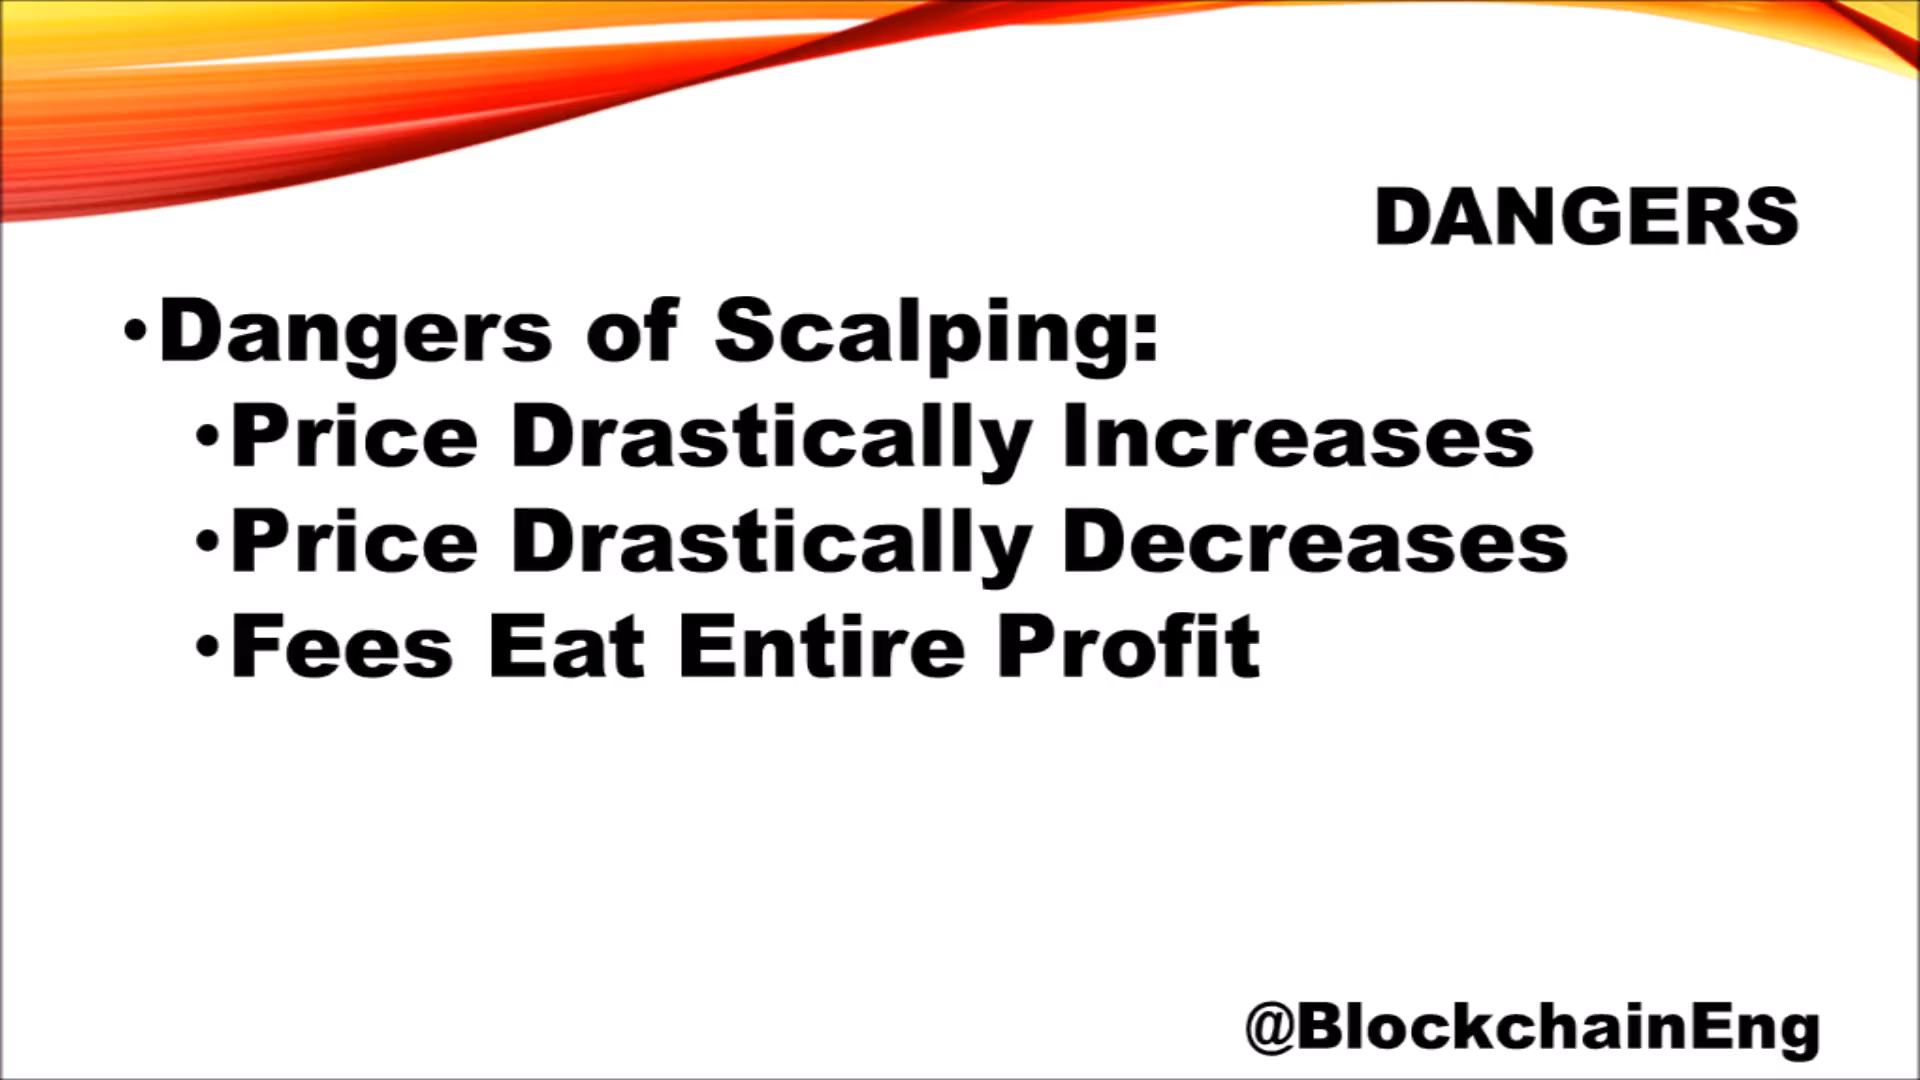 DANGERS
•Dangers of Scalping:
•Price Drastically Increases
•Price Drastically Decreases
•Fees Eat Entire Profit
@BlockchainEng